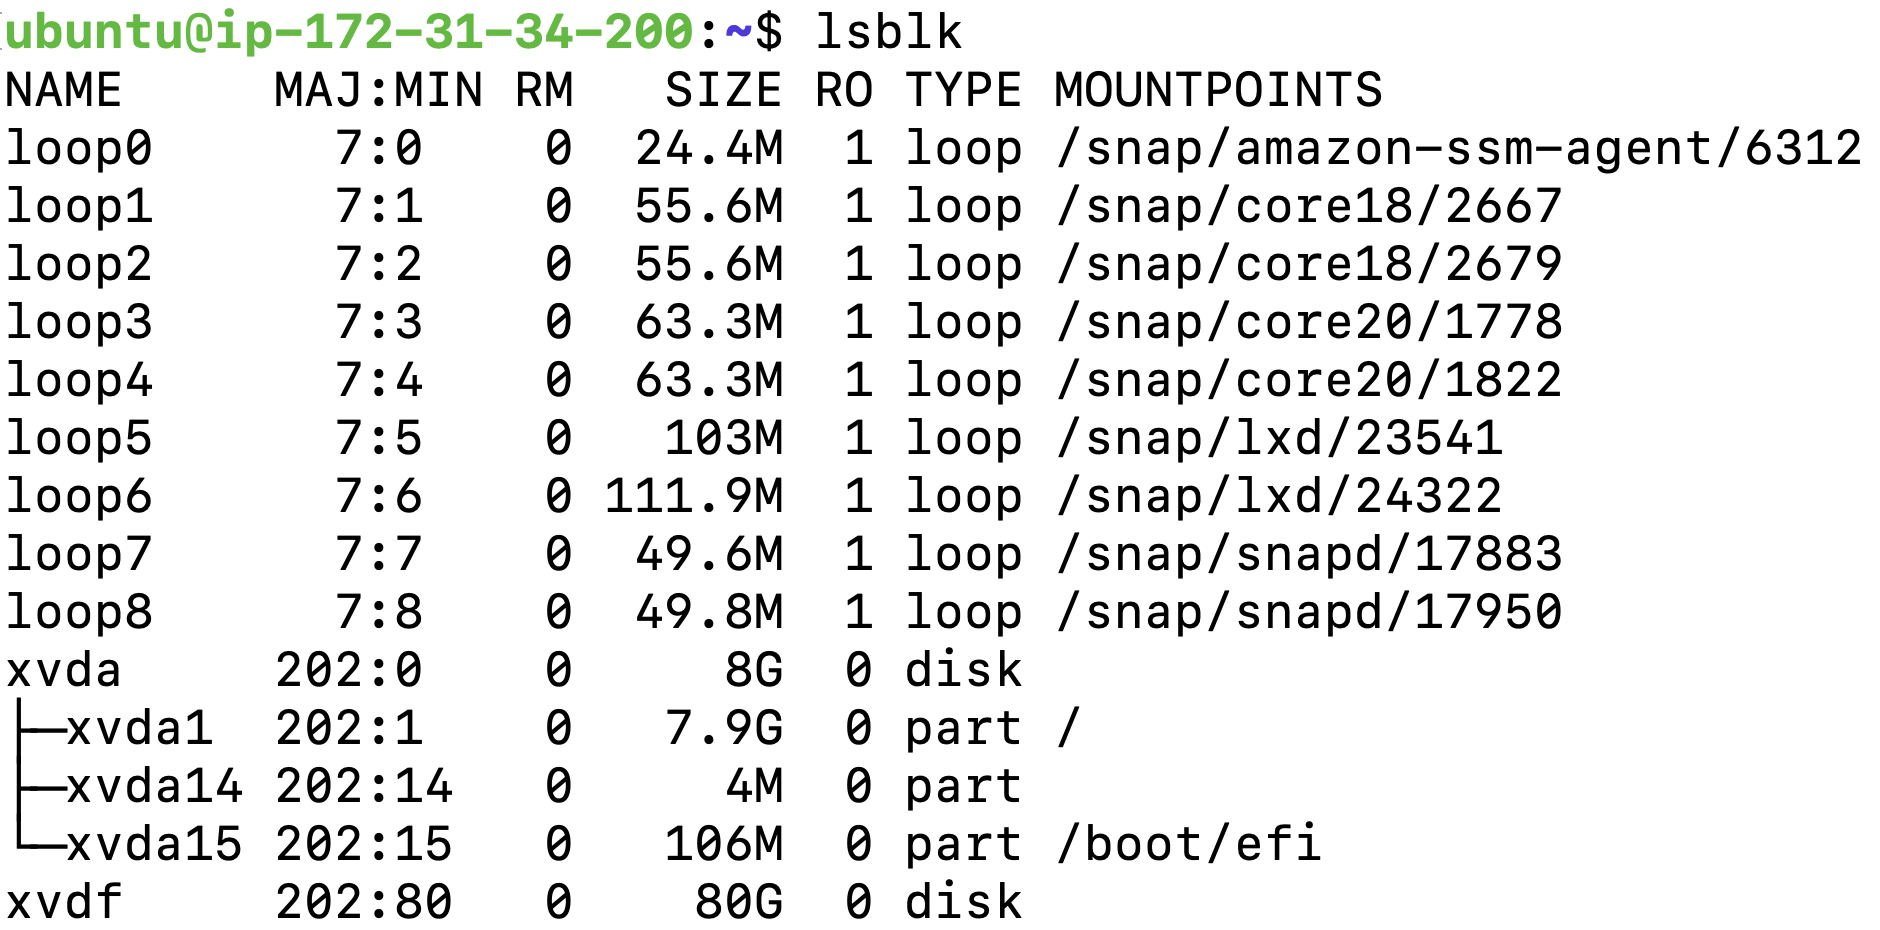 ubuntu@ip-172-31-34-200:~$ lsblk
NAME     MAJ:MIN RM   SIZE RO TYPE MOUNTPOINTS
loop0      7:0    0  24.4M  1 loop /snap/amazon-ssm-agent/6312
loop1      7:1    0  55.6M  1 loop /snap/core18/2667
loop2      7:2    0  55.6M  1 loop /snap/core18/2679
loop3      7:3    0  63.3M  1 loop /snap/core20/1778
loop4      7:4    0  63.3M  1 loop /snap/core20/1822
loop5      7:5    0   103M  1 loop /snap/lxd/23541
loop6      7:6    0 111.9M  1 loop /snap/lxd/24322
loop7      7:7    0  49.6M  1 loop /snap/snapd/17883
loop8      7:8    0  49.8M  1 loop /snap/snapd/17950
xvda     202:0    0     8G  0 disk
├─xvda1  202:1    0   7.9G  0 part /
├─xvda14 202:14   0     4M  0 part
└─xvda15 202:15   0   106M  0 part /boot/efi
xvdf     202:80   0    80G  0 disk